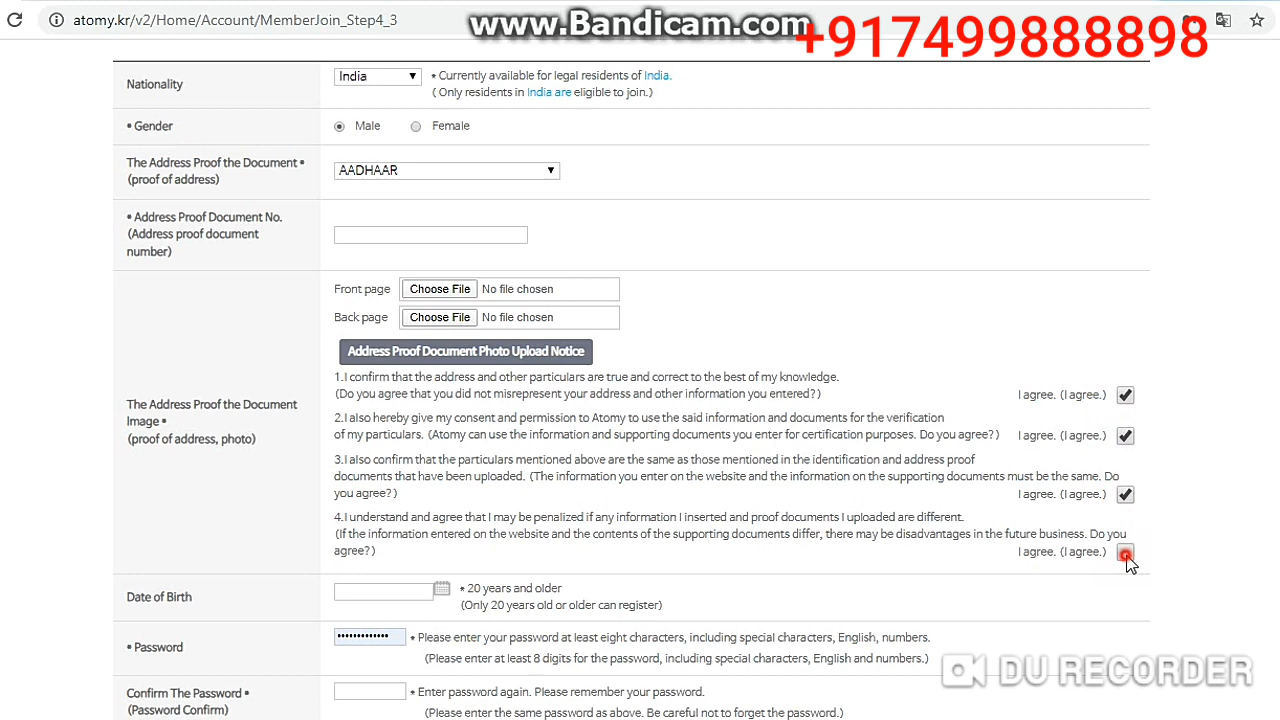 atomy.kr/v2/Home/Account/MemberJoin_Step4_3
www.Bandicam.com
+917499888898
Nationality
India
* Currently available for legal residents of India.
( Only residents in India are eligible to join.)
• Gender
Male
Female
The Address Proof the Document •
(proof of address)
AADHAAR
• Address Proof Document No.
(Address proof document
number)
Front page
Choose File
No file chosen
Back page
Choose File
No file chosen
Address Proof Document Photo Upload Notice
The Address Proof the Document
Image •
(proof of address, photo)
1.I confirm that the address and other particulars are true and correct to the best of my knowledge.
(Do you agree that you did not misrepresent your address and other information you entered?)
I agree. (I agree.)
2.I also hereby give my consent and permission to Atomy to use the said information and documents for the verification
of my particulars. (Atomy can use the information and supporting documents you enter for certification purposes. Do you agree?)
I agree. (I agree.)
3.I also confirm that the particulars mentioned above are the same as those mentioned in the identification and address proof
documents that have been uploaded. (The information you enter on the website and the information on the supporting documents must be the same. Do
you agree?)
I agree. (I agree.)
4.I understand and agree that I may be penalized if any information I inserted and proof documents I uploaded are different.
(If the information entered on the website and the contents of the supporting documents differ, there may be disadvantages in the future business. Do you
agree?)
I agree. (I agree.)
Date of Birth
* 20 years and older
(Only 20 years old or older can register)
• Password
••••••••••••
* Please enter your password at least eight characters, including special characters, English, numbers.
(Please enter at least 8 digits for the password, including special characters, English and numbers.)
DU RECORDER
Confirm The Password •
(Password Confirm)
* Enter password again. Please remember your password.
(Please enter the same password as above. Be careful not to forget the password.)